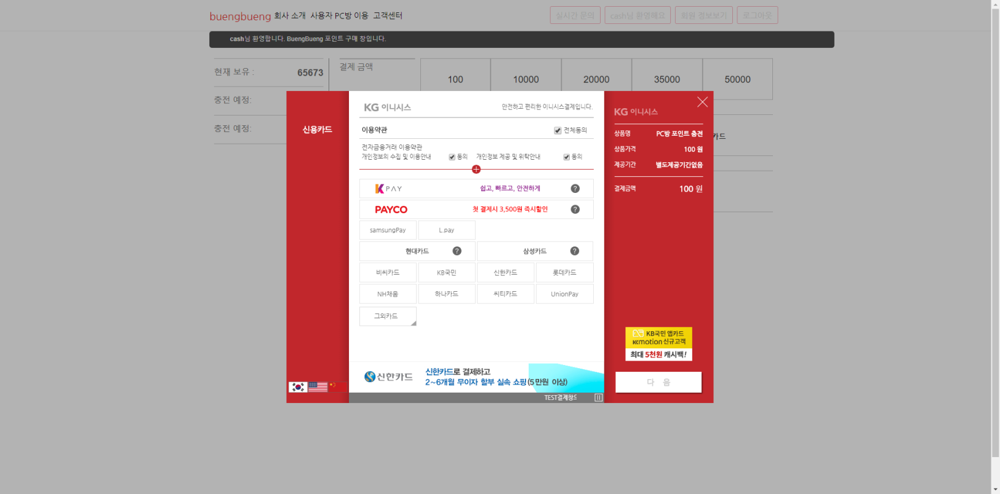 buengbueng 회사 소개 사용자 PC방 이용 고객센터 실시간 문의 cash님 환영해요 회원 정보보기 로그아웃
cash님 환영합니다. BuengBueng 포인트 구매 창입니다.
현재 보유 : 65673
결제 금액 100 10000 20000 35000 50000
충전 예정:
충전 예정:
카드
신용카드
KG 이니시스 안전하고 편리한 이니시스결제입니다.
이용약관 전체동의
전자금융거래 이용약관
개인정보의 수집 및 이용안내 동의 개인정보 제공 및 위탁안내 동의
K PAY 쉽고, 빠르고, 안전하게 ?
PAYCO 첫 결제시 3,500원 즉시할인 ?
samsungPay L.pay
현대카드 ? 삼성카드 ?
비씨카드 KB국민 신한카드 롯데카드
NH채움 하나카드 씨티카드 UnionPay
그외카드
신한카드 신한카드로 결제하고
2~6개월 무이자 할부 실속 쇼핑(5만원 이상)
TEST결제창
KG 이니시스
상품명 PC방 포인트 충전
상품가격 100 원
제공기간 별도제공기간없음
결제금액 100 원
KB국민 앱카드
K motion 신규고객
최대 5천원 캐시백!
다 음